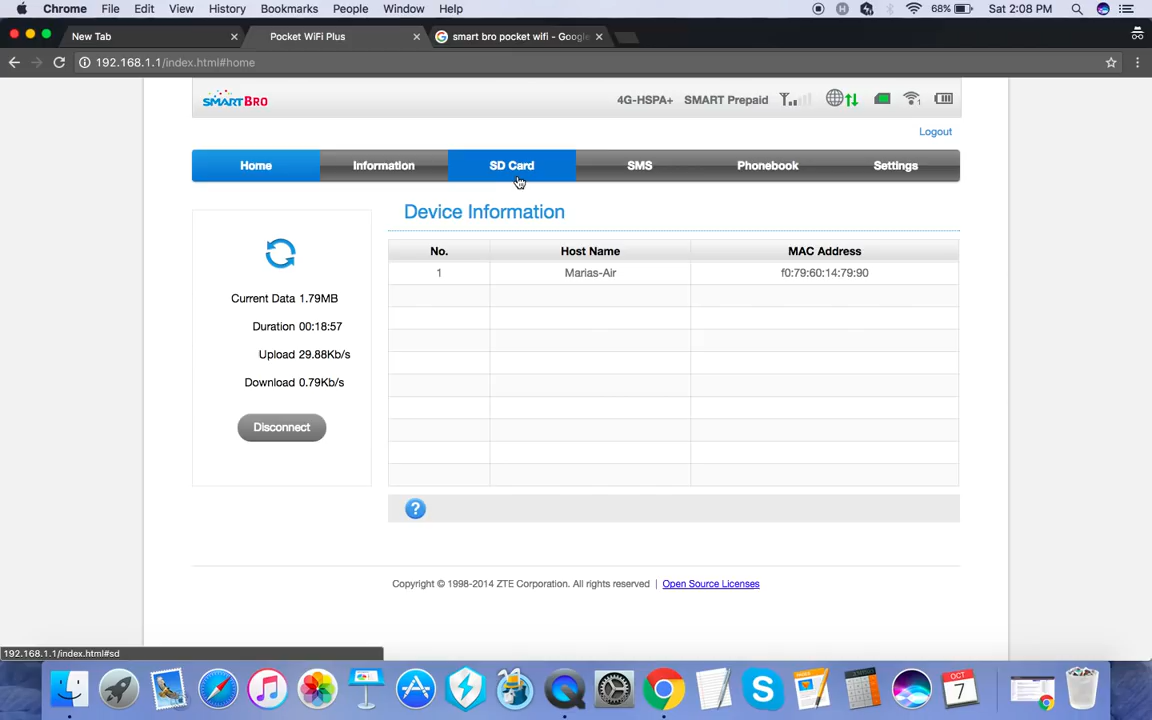 Chrome File Edit View History Bookmarks People Window Help 68% Sat 2:08 PM
New Tab Pocket WiFi Plus smart bro pocket wifi - Google
192.168.1.1/index.html#home
SMARTBRO 4G-HSPA+ SMART Prepaid 1
Logout
Home Information SD Card SMS Phonebook Settings
Device Information
No. Host Name MAC Address
1 Marias-Air f0:79:60:14:79:90
Current Data 1.79MB
Duration 00:18:57
Upload 29.88Kb/s
Download 0.79Kb/s
Disconnect
?
Copyright © 1998-2014 ZTE Corporation. All rights reserved | Open Source Licenses
192.168.1.1/index.html#sd
OCT
7